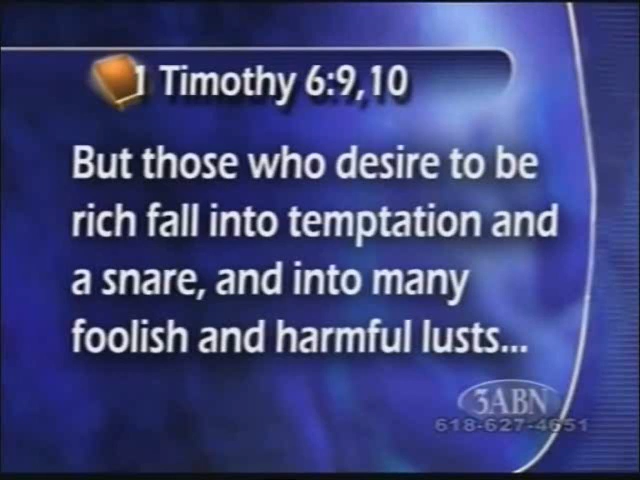 1 Timothy 6:9,10
But those who desire to be
rich fall into temptation and
a snare, and into many
foolish and harmful lusts...
3ABN
618-627-4651